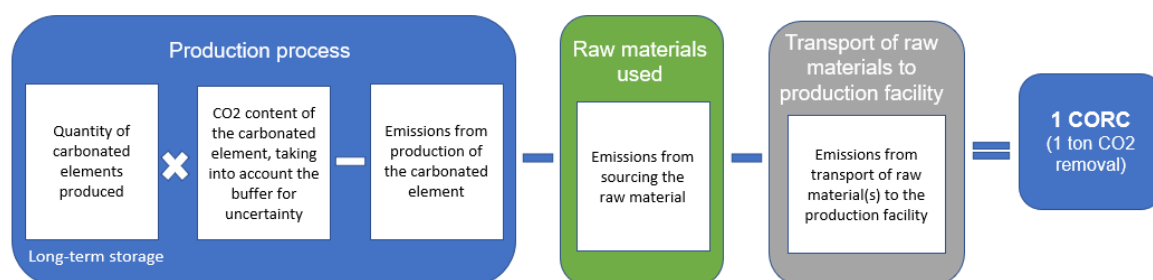 Production process
Quantity of
carbonated
elements
produced
CO2 content of
the carbonated
element, taking
into account the
buffer for
uncertainty
Emissions from
production of
the carbonated
element
Long-term storage
Raw materials
used
Emissions from
sourcing the
raw material
Transport of raw
materials to
production facility
Emissions from
transport of raw
material(s) to the
production facility
1 CORC
(1 ton CO2
removal)